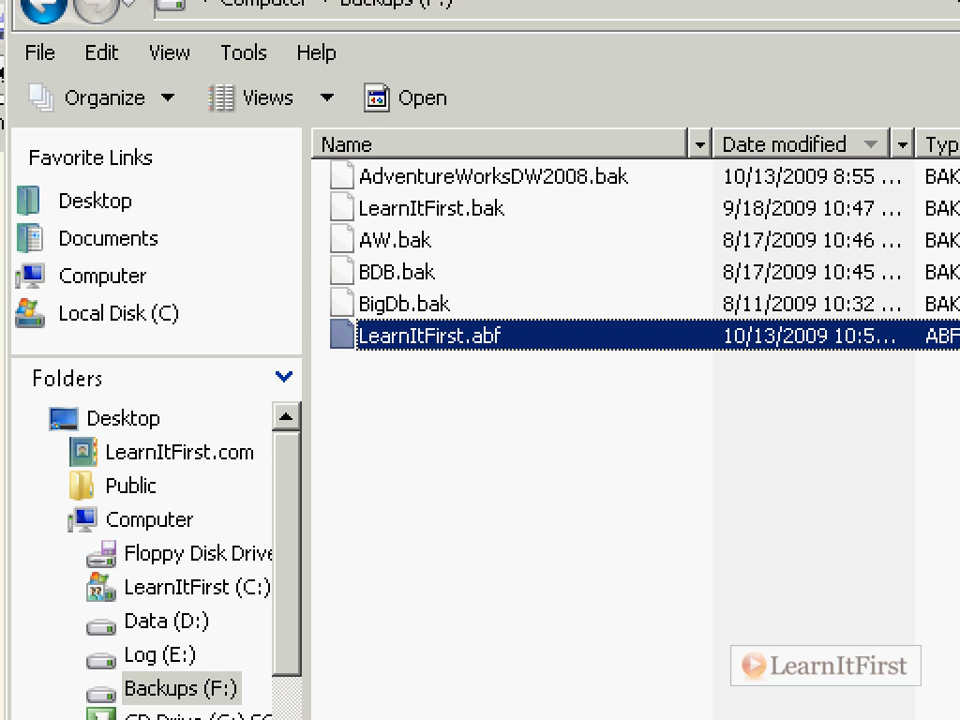 Computer Backups (F:)
File Edit View Tools Help
Organize Views Open
Favorite Links
Desktop
Documents
Computer
Local Disk (C)
Folders
Desktop
LearnItFirst.com
Public
Computer
Floppy Disk Drive
LearnItFirst (C:)
Data (D:)
Log (E:)
Backups (F:)
Name Date modified Typ
AdventureWorksDW2008.bak 10/13/2009 8:55 ... BAK
LearnItFirst.bak 9/18/2009 10:47 ... BAK
AW.bak 8/17/2009 10:46 ... BAK
BDB.bak 8/17/2009 10:45 ... BAK
BigDb.bak 8/11/2009 10:32 ... BAK
LearnItFirst.abf 10/13/2009 10:5... ABF
LearnItFirst